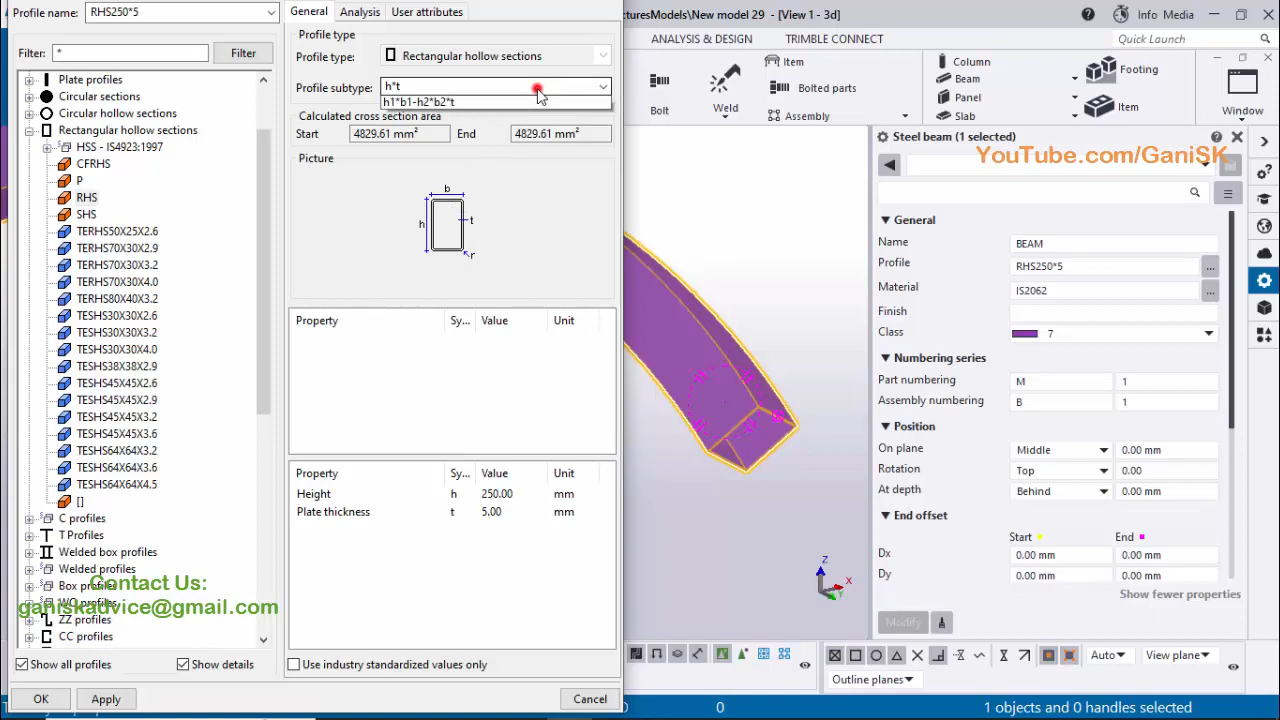 Profile name: RHS250*5
General Analysis User attributes
Filter: * Filter
Profile type
Profile type: Rectangular hollow sections
Profile subtype: h*t
h1*b1-h2*b2*t
Calculated cross section area
Start 4829.61 mm² End 4829.61 mm²
Picture
b
h
t
r
Plate profiles
Circular sections
Circular hollow sections
Rectangular hollow sections
HSS - IS4923:1997
CFRHS
P
RHS
SHS
TERHS50X25X2.6
TERHS70X30X2.9
TERHS70X30X3.2
TERHS70X30X4.0
TERHS80X40X3.2
TESHS30X30X2.6
TESHS30X30X3.2
TESHS30X30X4.0
TESHS38X38X2.9
TESHS45X45X2.6
TESHS45X45X2.9
TESHS45X45X3.2
TESHS45X45X3.6
TESHS64X64X3.2
TESHS64X64X3.6
TESHS64X64X4.5
[]
C profiles
T Profiles
Welded box profiles
Welded beam profiles
Box profiles
WQ profiles
ZZ profiles
CC profiles
Contact Us:
ganiskadvice@gmail.com
Property Sy... Value Unit
Property Sy... Value Unit
Height h 250.00 mm
Plate thickness t 5.00 mm
Show all profiles Show details
Use industry standardized values only
OK Apply Cancel
cturesModels\New model 29 - [View 1 - 3d]
Info Media
ANALYSIS & DESIGN TRIMBLE CONNECT Quick Launch
Bolt
Weld
Item
Bolted parts
Assembly
Column
Beam
Panel
Slab
Footing
Item
Window
Steel beam (1 selected)
YouTube.com/GaniSK
General
Name BEAM
Profile RHS250*5 ...
Material IS2062 ...
Finish
Class 7
Numbering series
Part numbering M 1
Assembly numbering B 1
Position
On plane Middle 0.00 mm
Rotation Top 0.00
At depth Behind 0.00 mm
End offset
Start End
Dx 0.00 mm 0.00 mm
Dy 0.00 mm 0.00 mm
Show fewer properties
Modify
Z
X
Y
Auto View plane
Outline planes
0 0 1 objects and 0 handles selected